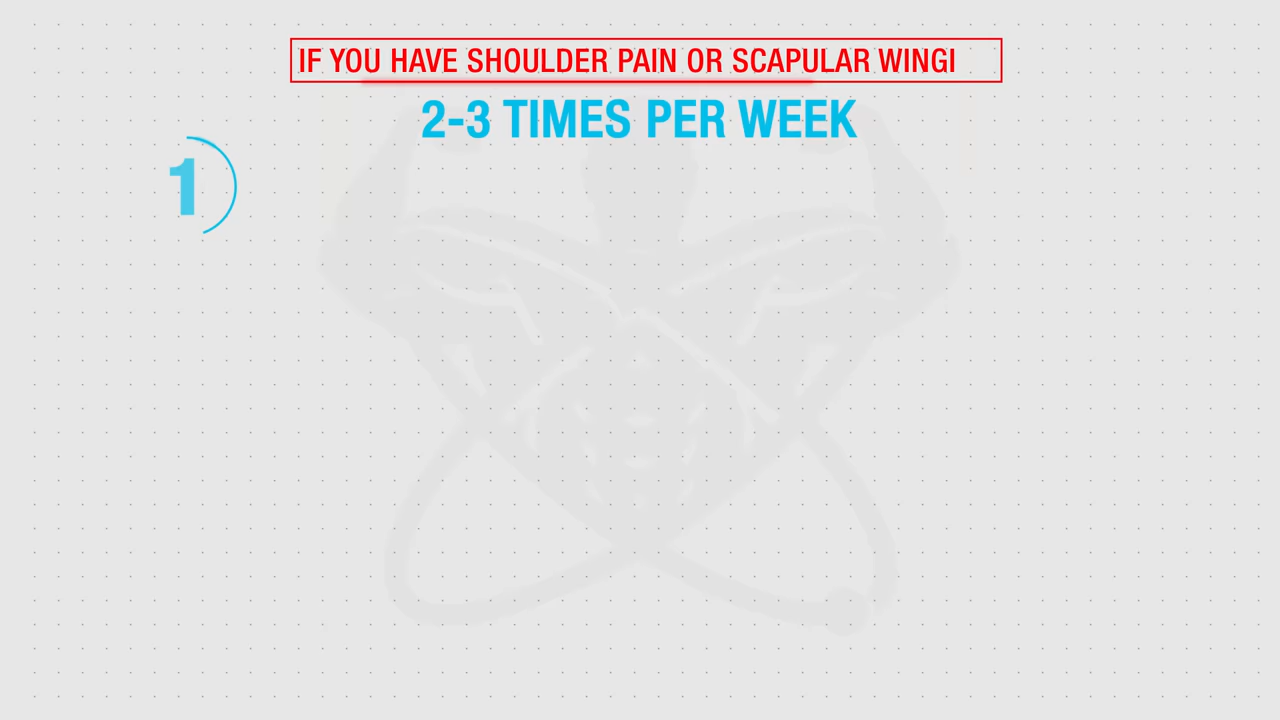 IF YOU HAVE SHOULDER PAIN OR SCAPULAR WINGI
2-3 TIMES PER WEEK
1